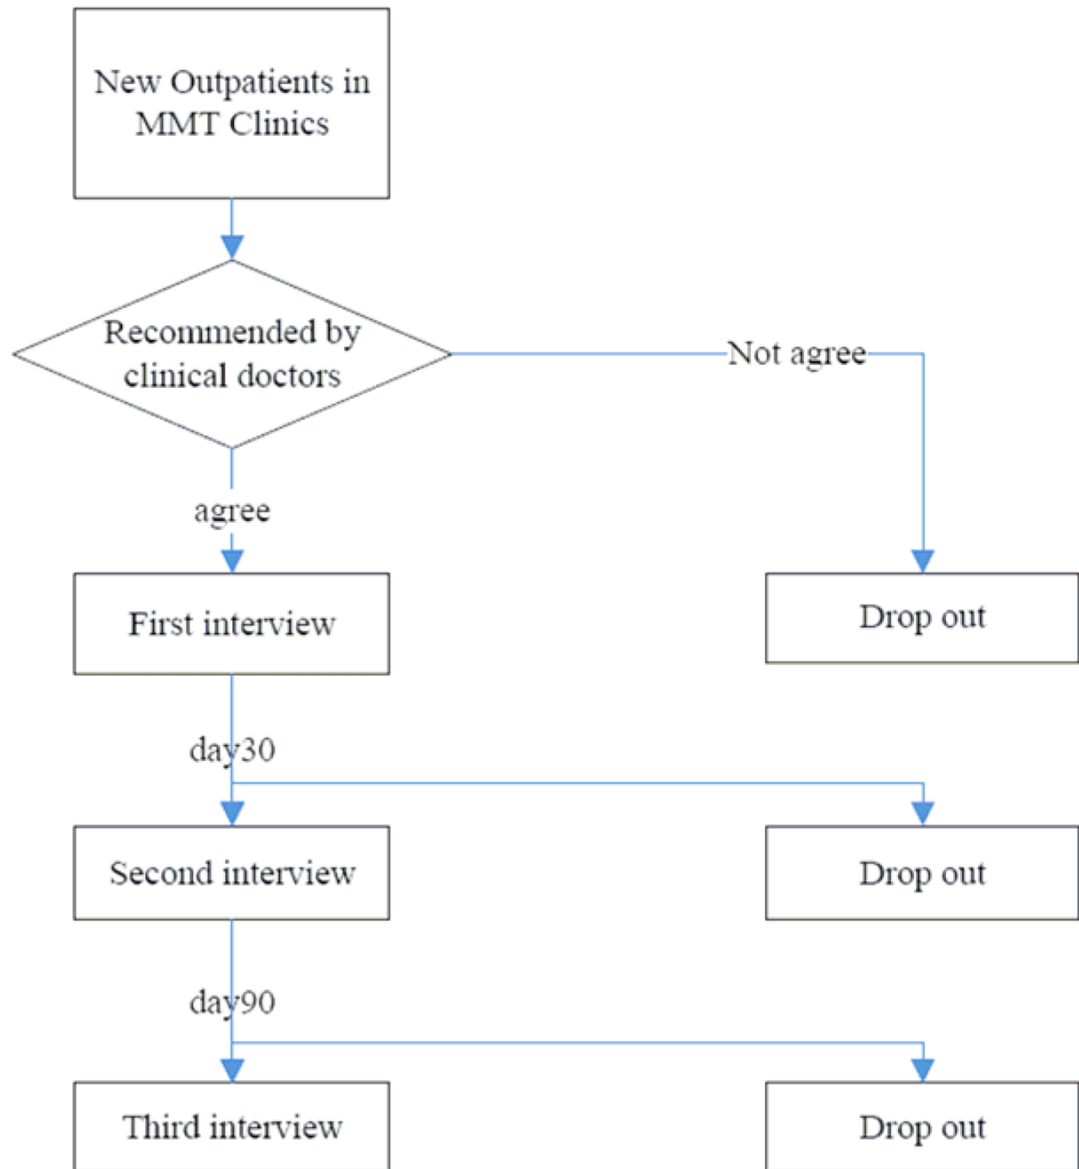 New Outpatients in
MMT Clinics
Recommended by
clinical doctors
Not agree
agree
First interview
Drop out
day30
Second interview
Drop out
day90
Third interview
Drop out